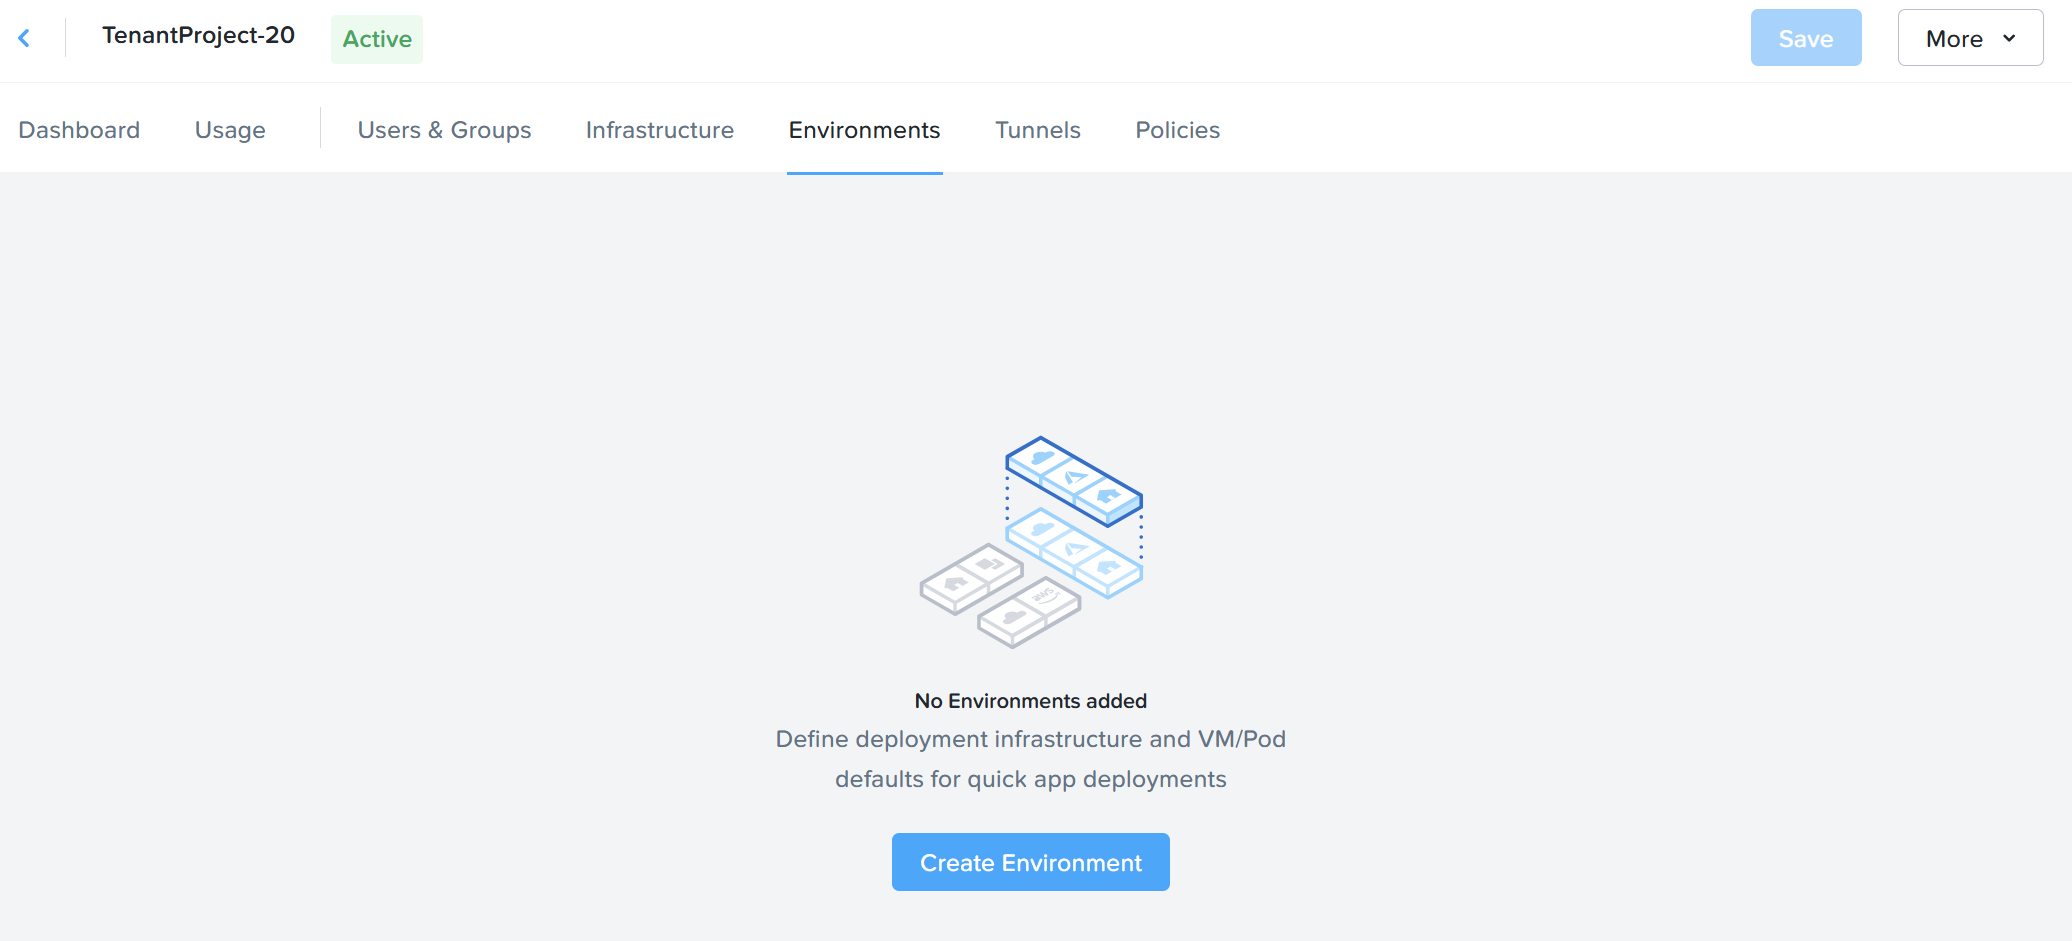 TenantProject-20
Active
Save
More
Dashboard
Usage
Users & Groups
Infrastructure
Environments
Tunnels
Policies
aws
No Environments added
Define deployment infrastructure and VM/Pod
defaults for quick app deployments
Create Environment